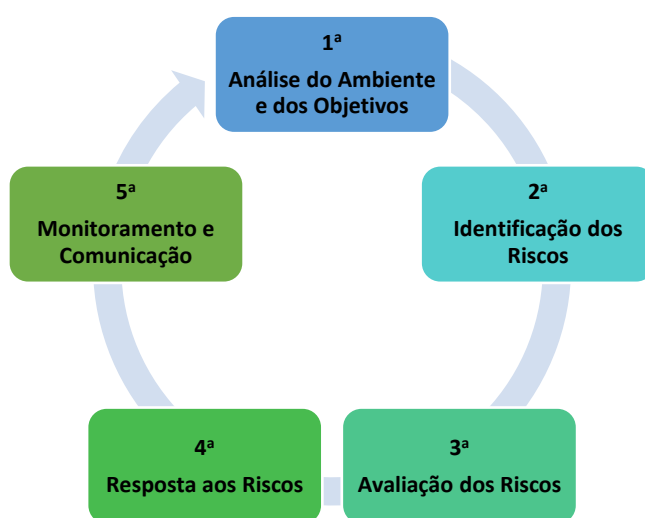 1ª
Análise do Ambiente
e dos Objetivos
2ª
Identificação dos
Riscos
3ª
Avaliação dos Riscos
4ª
Resposta aos Riscos
5ª
Monitoramento e
Comunicação